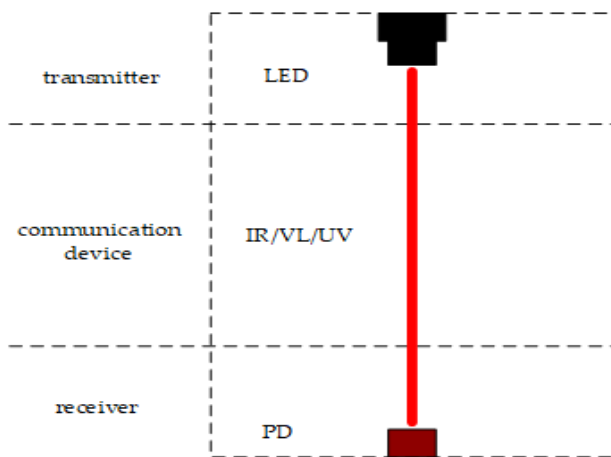 transmitter
LED
communication
device
IR/VL/UV
receiver
PD